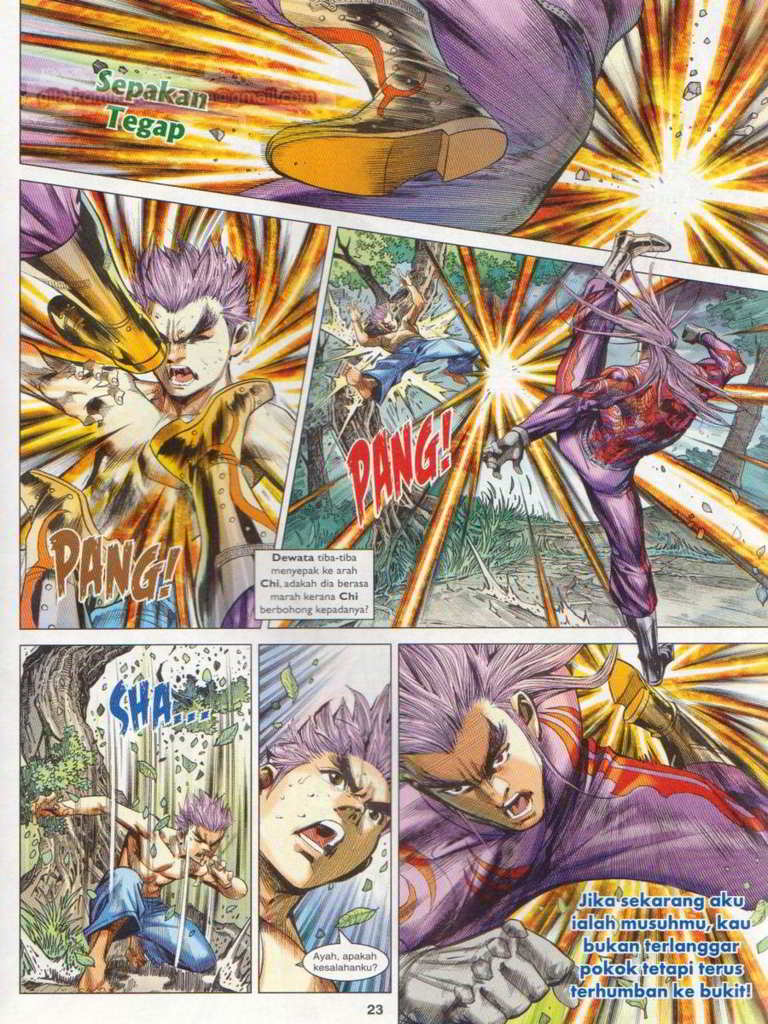 Sepakan
Tegap
@gmail.com
PANG!
PANG!
Dewata tiba-tiba
menyepak ke arah
Chi, adakah dia berasa
marah kerana Chi
berbohong kepadanya?
SHA...
Ayah, apakah
kesalahanku?
Jika sekarang aku
ialah musuhmu, kau
bukan terlanggar
pokok tetapi terus
terhumban ke bukit!
23